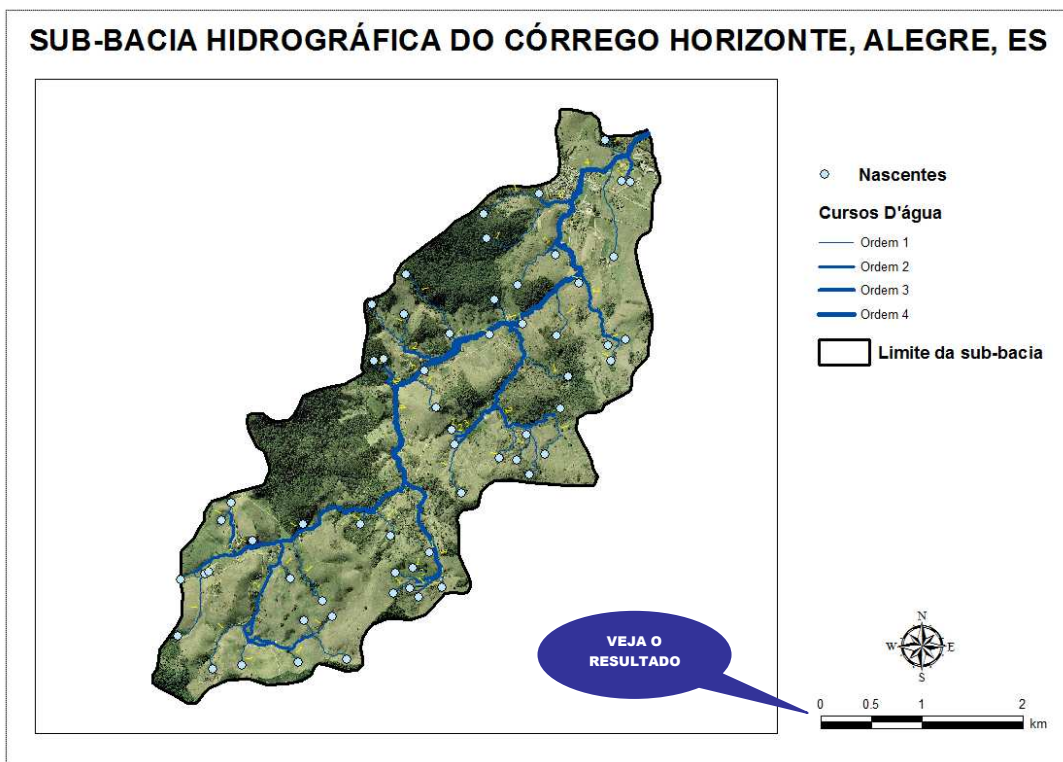 SUB-BACIA HIDROGRÁFICA DO CÓRREGO HORIZONTE, ALEGRE, ES
Nascentes
Cursos D'água
Ordem 1
Ordem 2
Ordem 3
Ordem 4
Limite da sub-bacia
VEJA O
RESULTADO
N
W E
S
0 0.5 1 2
km